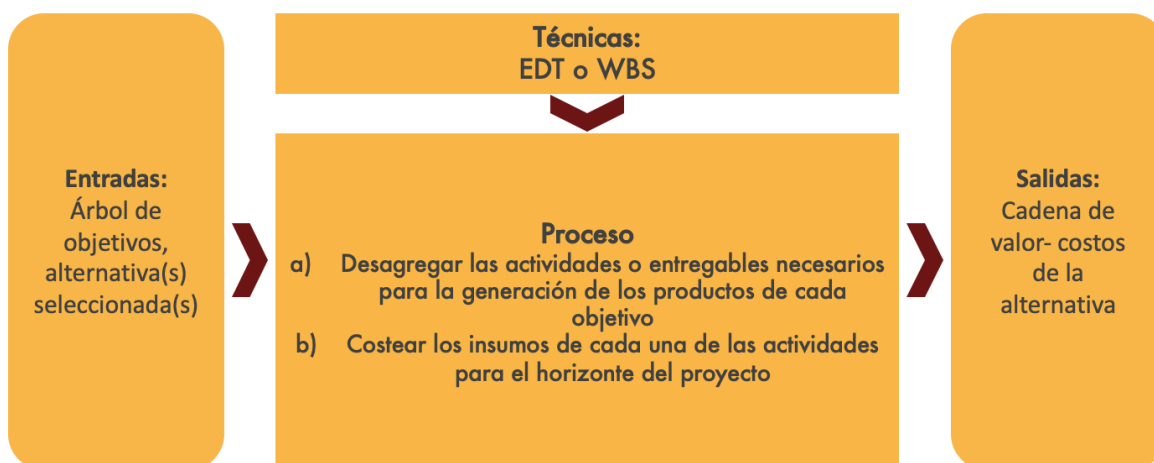 Técnicas:
EDT o WBS
Entradas:
Árbol de
objetivos,
alternativa(s)
seleccionada(s)
Proceso
a) Desagregar las actividades o entregables necesarios
para la generación de los productos de cada
objetivo
b) Costear los insumos de cada una de las actividades
para el horizonte del proyecto
Salidas:
Cadena de
valor- costos
de la
alternativa